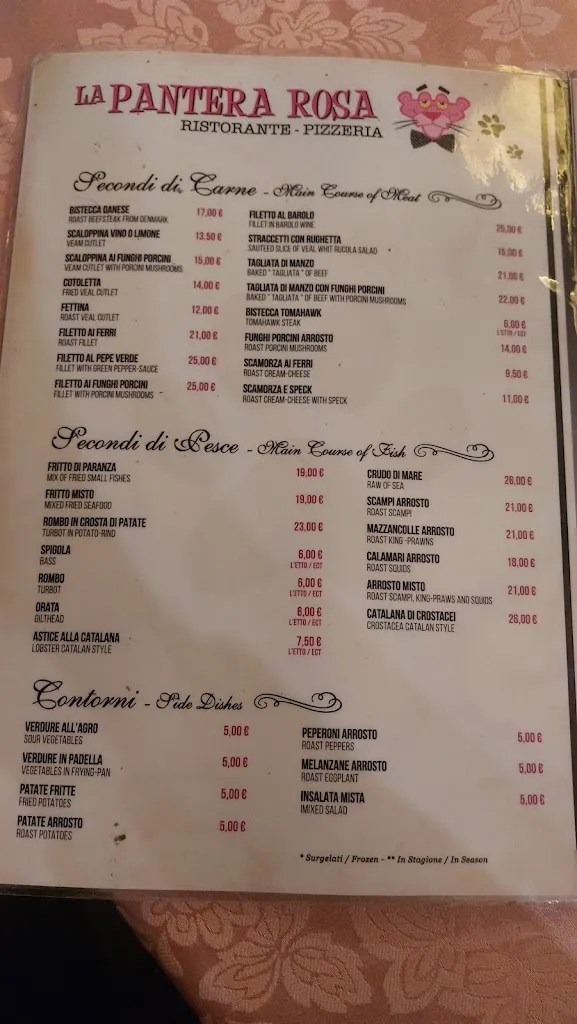 LA PANTERA ROSA
RISTORANTE - PIZZERIA
Secondi di Carne - Main Course of Meat
BISTECCA DANESE 17,00 €
ROAST BEEFSTEAK FROM DENMARK
SCALOPPINA VINO O LIMONE 13,50 €
VEAM CUTLET
SCALOPPINA AI FUNGHI PORCINI 15,00 €
VEAM CUTLET WITH PORCINI MUSHROOMS
COTOLETTA 14,00 €
FRIED VEAL CUTLET
FETTINA 12,00 €
ROAST VEAL CUTLET
FILETTO AI FERRI 21,00 €
ROAST FILLET
FILETTO AL PEPE VERDE 25,00 €
FILLET WITH GREEN PEPPER-SAUCE
FILETTO AI FUNGHI PORCINI 25,00 €
FILLET WITH PORCINI MUSHROOMS
FILETTO AL BAROLO 25,00 €
FILLET IN BAROLO WINE
STRACCETTI CON RUGHETTA 15,00 €
SAUTEED SLICE OF VEAL WHIT RUCOLA SALAD
TAGLIATA DI MANZO 21,00 €
BAKED "TAGLIATA" OF BEEF
TAGLIATA DI MANZO CON FUNGHI PORCINI 22,00 €
BAKED "TAGLIATA" OF BEEF WITH PORCINI MUSHROOMS
BISTECCA TOMAHAWK 6,00 €
TOMAHAWK STEAK L'ETTO / ECT
FUNGHI PORCINI ARROSTO 14,00 €
ROAST PORCINI MUSHROOMS
SCAMORZA AI FERRI 9,50 €
ROAST CREAM-CHEESE
SCAMORZA E SPECK 11,00 €
ROAST CREAM-CHEESE WITH SPECK
Secondi di Pesce - Main Course of Fish
FRITTO DI PARANZA 19,00 €
MIX OF FRIED SMALL FISHES
FRITTO MISTO 19,00 €
MIXED FRIED SEAFOOD
ROMBO IN CROSTA DI PATATE 23,00 €
TURBOT IN POTATO-RIND
SPIGOLA 6,00 €
BASS L'ETTO / ECT
ROMBO 6,00 €
TURBOT L'ETTO / ECT
ORATA 6,00 €
GILTHEAD L'ETTO / ECT
ASTICE ALLA CATALANA 7,50 €
LOBSTER CATALAN STYLE L'ETTO / ECT
CRUDO DI MARE 26,00 €
RAW OF SEA
SCAMPI ARROSTO 21,00 €
ROAST SCAMPI
MAZZANCOLLE ARROSTO 21,00 €
ROAST KING -PRAWNS
CALAMARI ARROSTO 18,00 €
ROAST SQUIDS
ARROSTO MISTO 21,00 €
ROAST SCAMPI, KING-PRAWS AND SQUIDS
CATALANA DI CROSTACEI 26,00 €
CROSTACEA CATALAN STYLE
Contorni - Side Dishes
VERDURE ALL'AGRO 5,00 €
SOUR VEGETABLES
VERDURE IN PADELLA 5,00 €
VEGETABLES IN FRYING-PAN
PATATE FRITTE 5,00 €
FRIED POTATOES
PATATE ARROSTO 5,00 €
ROAST POTATOES
PEPERONI ARROSTO 5,00 €
ROAST PEPPERS
MELANZANE ARROSTO 5,00 €
ROAST EGGPLANT
INSALATA MISTA 5,00 €
IMIXED SALAD
* Surgelati / Frozen - ** In Stagione / In Season